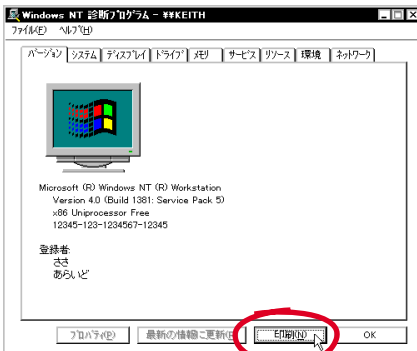 Windows NT 診断ﾌﾟﾛｸﾞﾗﾑ - ¥¥KEITH
ﾌｧｲﾙ(F) ﾍﾙﾌﾟ(H)
ﾊﾞｰｼﾞｮﾝ ｼｽﾃﾑ ﾃﾞｨｽﾌﾟﾚｲ ﾄﾞﾗｲﾌﾞ ﾒﾓﾘ ｻｰﾋﾞｽ ﾘｿｰｽ 環境 ﾈｯﾄﾜｰｸ
Microsoft (R) Windows NT (R) Workstation
Version 4.0 (Build 1381: Service Pack 5)
x86 Uniprocessor Free
12345-123-1234567-12345
登録者:
ささ
あらいど
ﾌﾟﾛﾊﾟﾃｨ(P) 最新の情報に更新(R) 印刷(N) OK